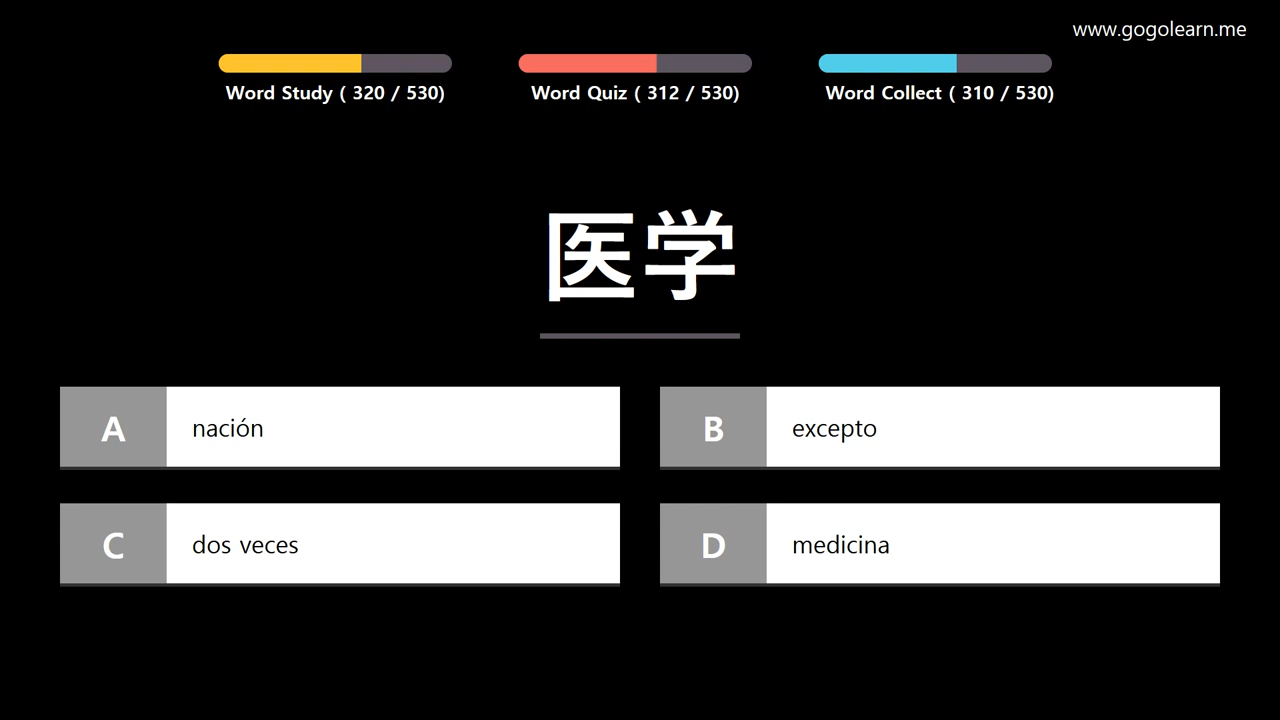 www.gogolearn.me
Word Study ( 320 / 530)
Word Quiz ( 312 / 530)
Word Collect ( 310 / 530)
医学
A nación
B excepto
C dos veces
D medicina